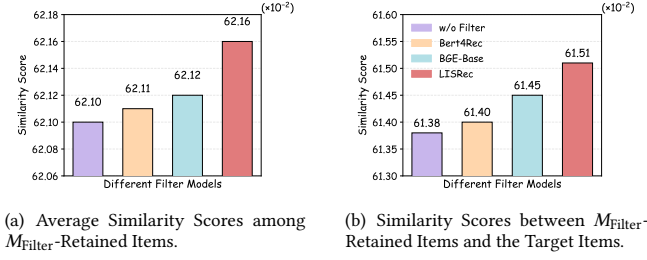 (×10⁻²)
62.18
62.16
62.14
62.12
62.10
62.08
62.06
Similarity Score
62.10
62.11
62.12
62.16
Different Filter Models
(a) Average Similarity Scores among
M_Filter-Retained Items.
(×10⁻²)
61.60
61.55
61.50
61.45
61.40
61.35
61.30
Similarity Score
w/o Filter
Bert4Rec
BGE-Base
LISRec
61.38
61.40
61.45
61.51
Different Filter Models
(b) Similarity Scores between M_Filter-
Retained Items and the Target Items.